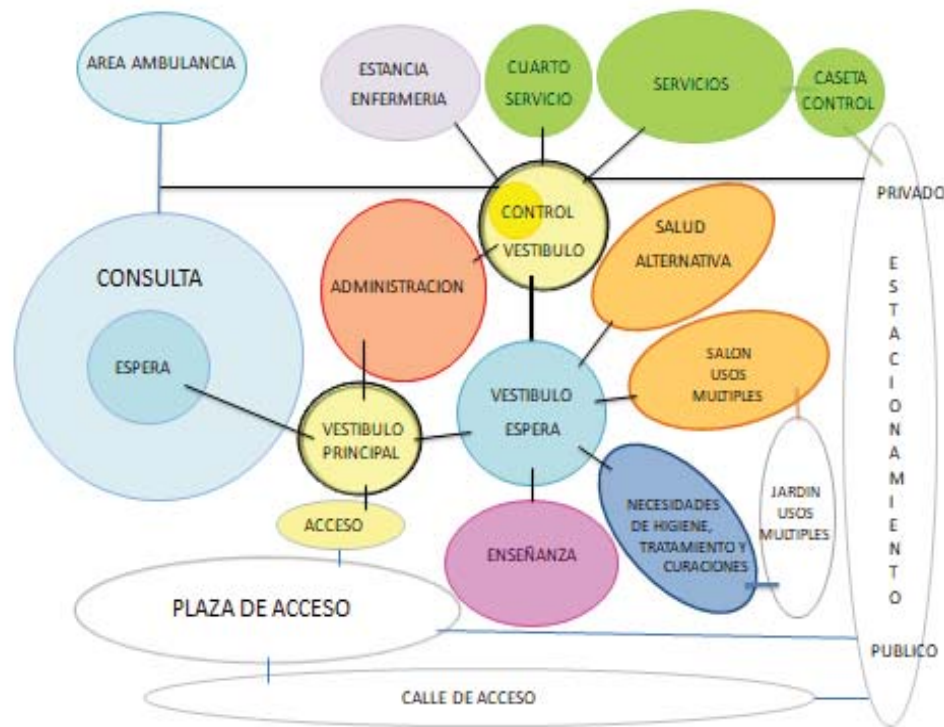 AREA AMBULANCIA
ESTANCIA
ENFERMERIA
CUARTO
SERVICIO
SERVICIOS
CASETA
CONTROL
PRIVADO
ESTACIONAMIENTO
PUBLICO
CONTROL
VESTIBULO
SALUD
ALTERNATIVA
ADMINISTRACION
CONSULTA
ESPERA
SALON
USOS
MULTIPLES
VESTIBULO
ESPERA
VESTIBULO
PRINCIPAL
ACCESO
ENSEÑANZA
NECESIDADES
DE HIGIENE,
TRATAMIENTO Y
CURACIONES
JARDIN
USOS
MULTIPLES
PLAZA DE ACCESO
CALLE DE ACCESO